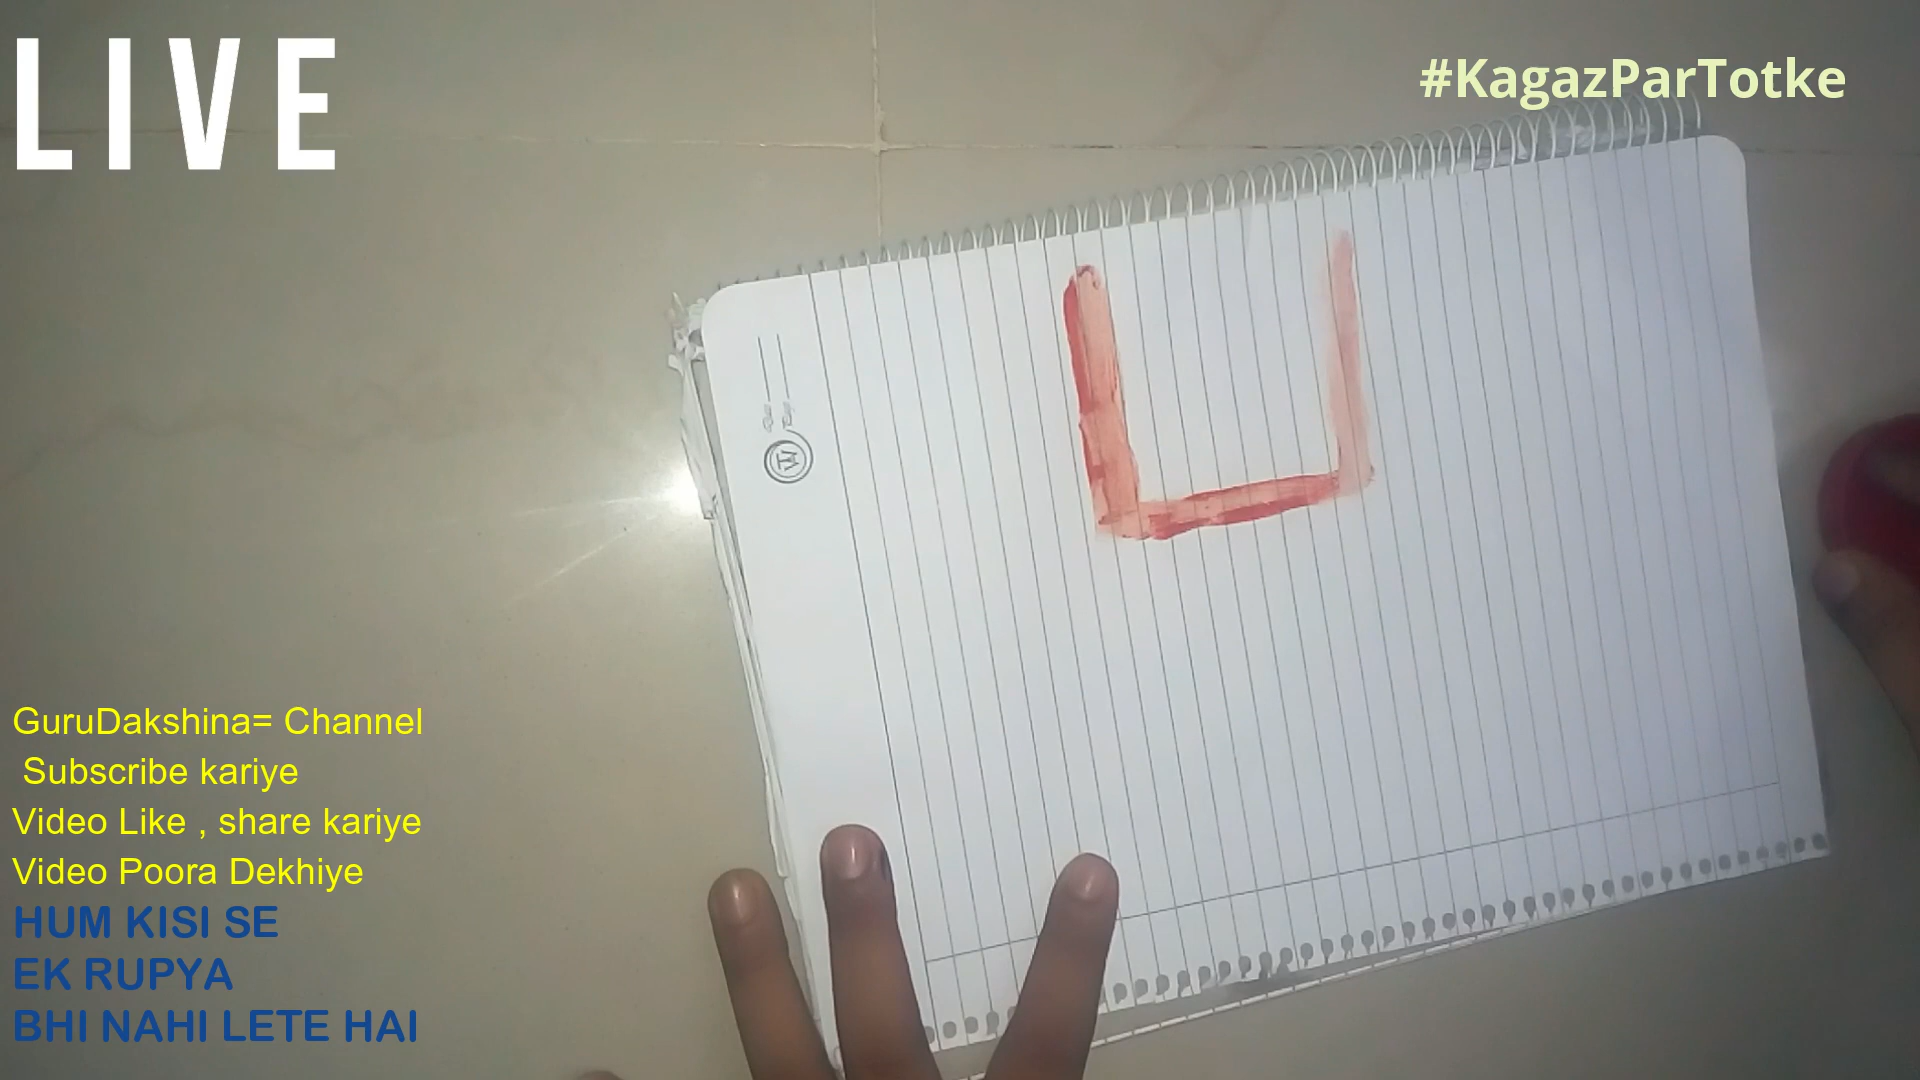 LIVE
#KagazParTotke
GuruDakshina= Channel
Subscribe kariye
Video Like , share kariye
Video Poora Dekhiye
HUM KISI SE
EK RUPYA
BHI NAHI LETE HAI